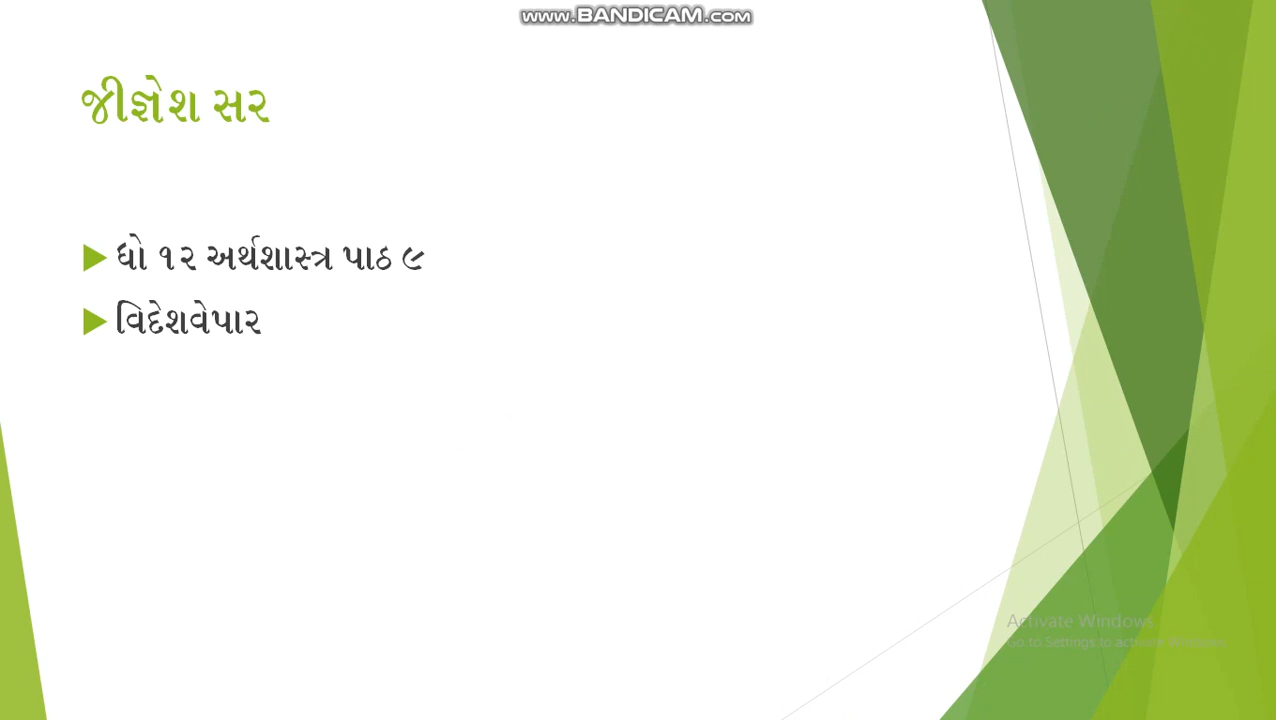 www.BANDICAM.com
જીજ્ઞેશ સર
ધો ૧૨ અર્થશાસ્ત્ર પાઠ ૯
વિદેશવેપાર
Activate Windows
Go to Settings to activate Windows.